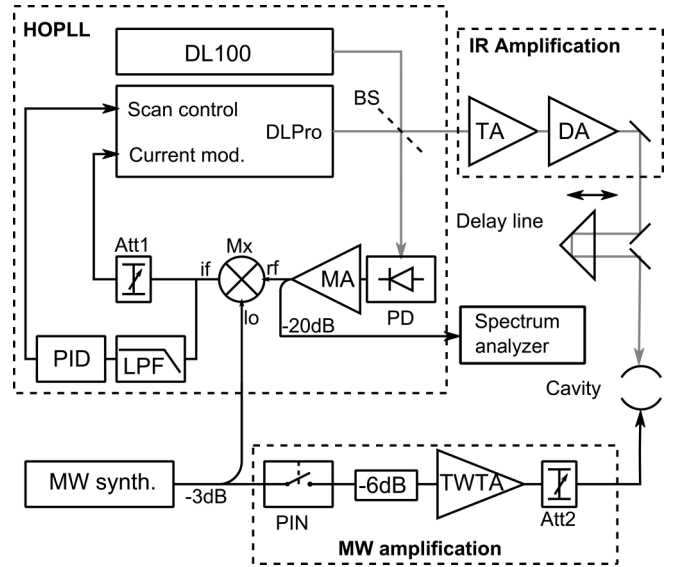 HOPLL
DL100
IR Amplification
BS
Scan control
DLPro
TA
DA
Current mod.
Delay line
Att1
Mx
if
rf
MA
lo
-20dB
PD
Spectrum
analyzer
PID
LPF
Cavity
MW synth.
-3dB
-6dB
TWTA
PIN
Att2
MW amplification